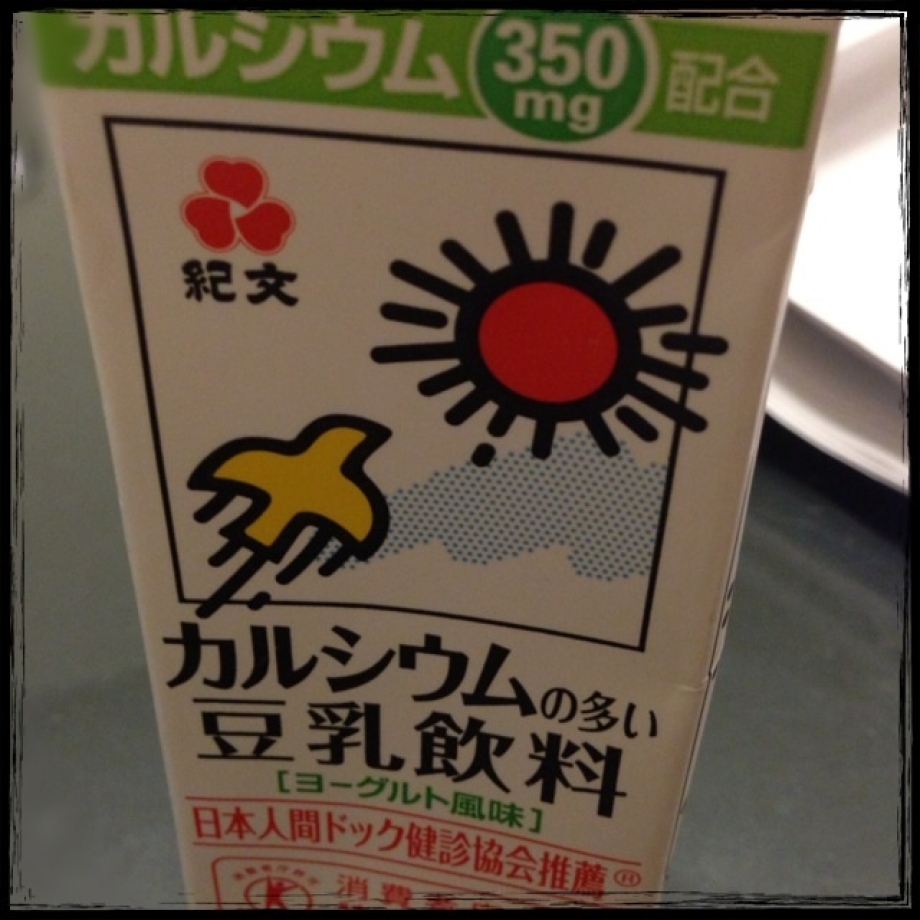 カルシウム 350mg 配合
紀文
カルシウムの多い
豆乳飲料
[ヨーグルト風味]
日本人間ドック健診協会推薦®
消費者